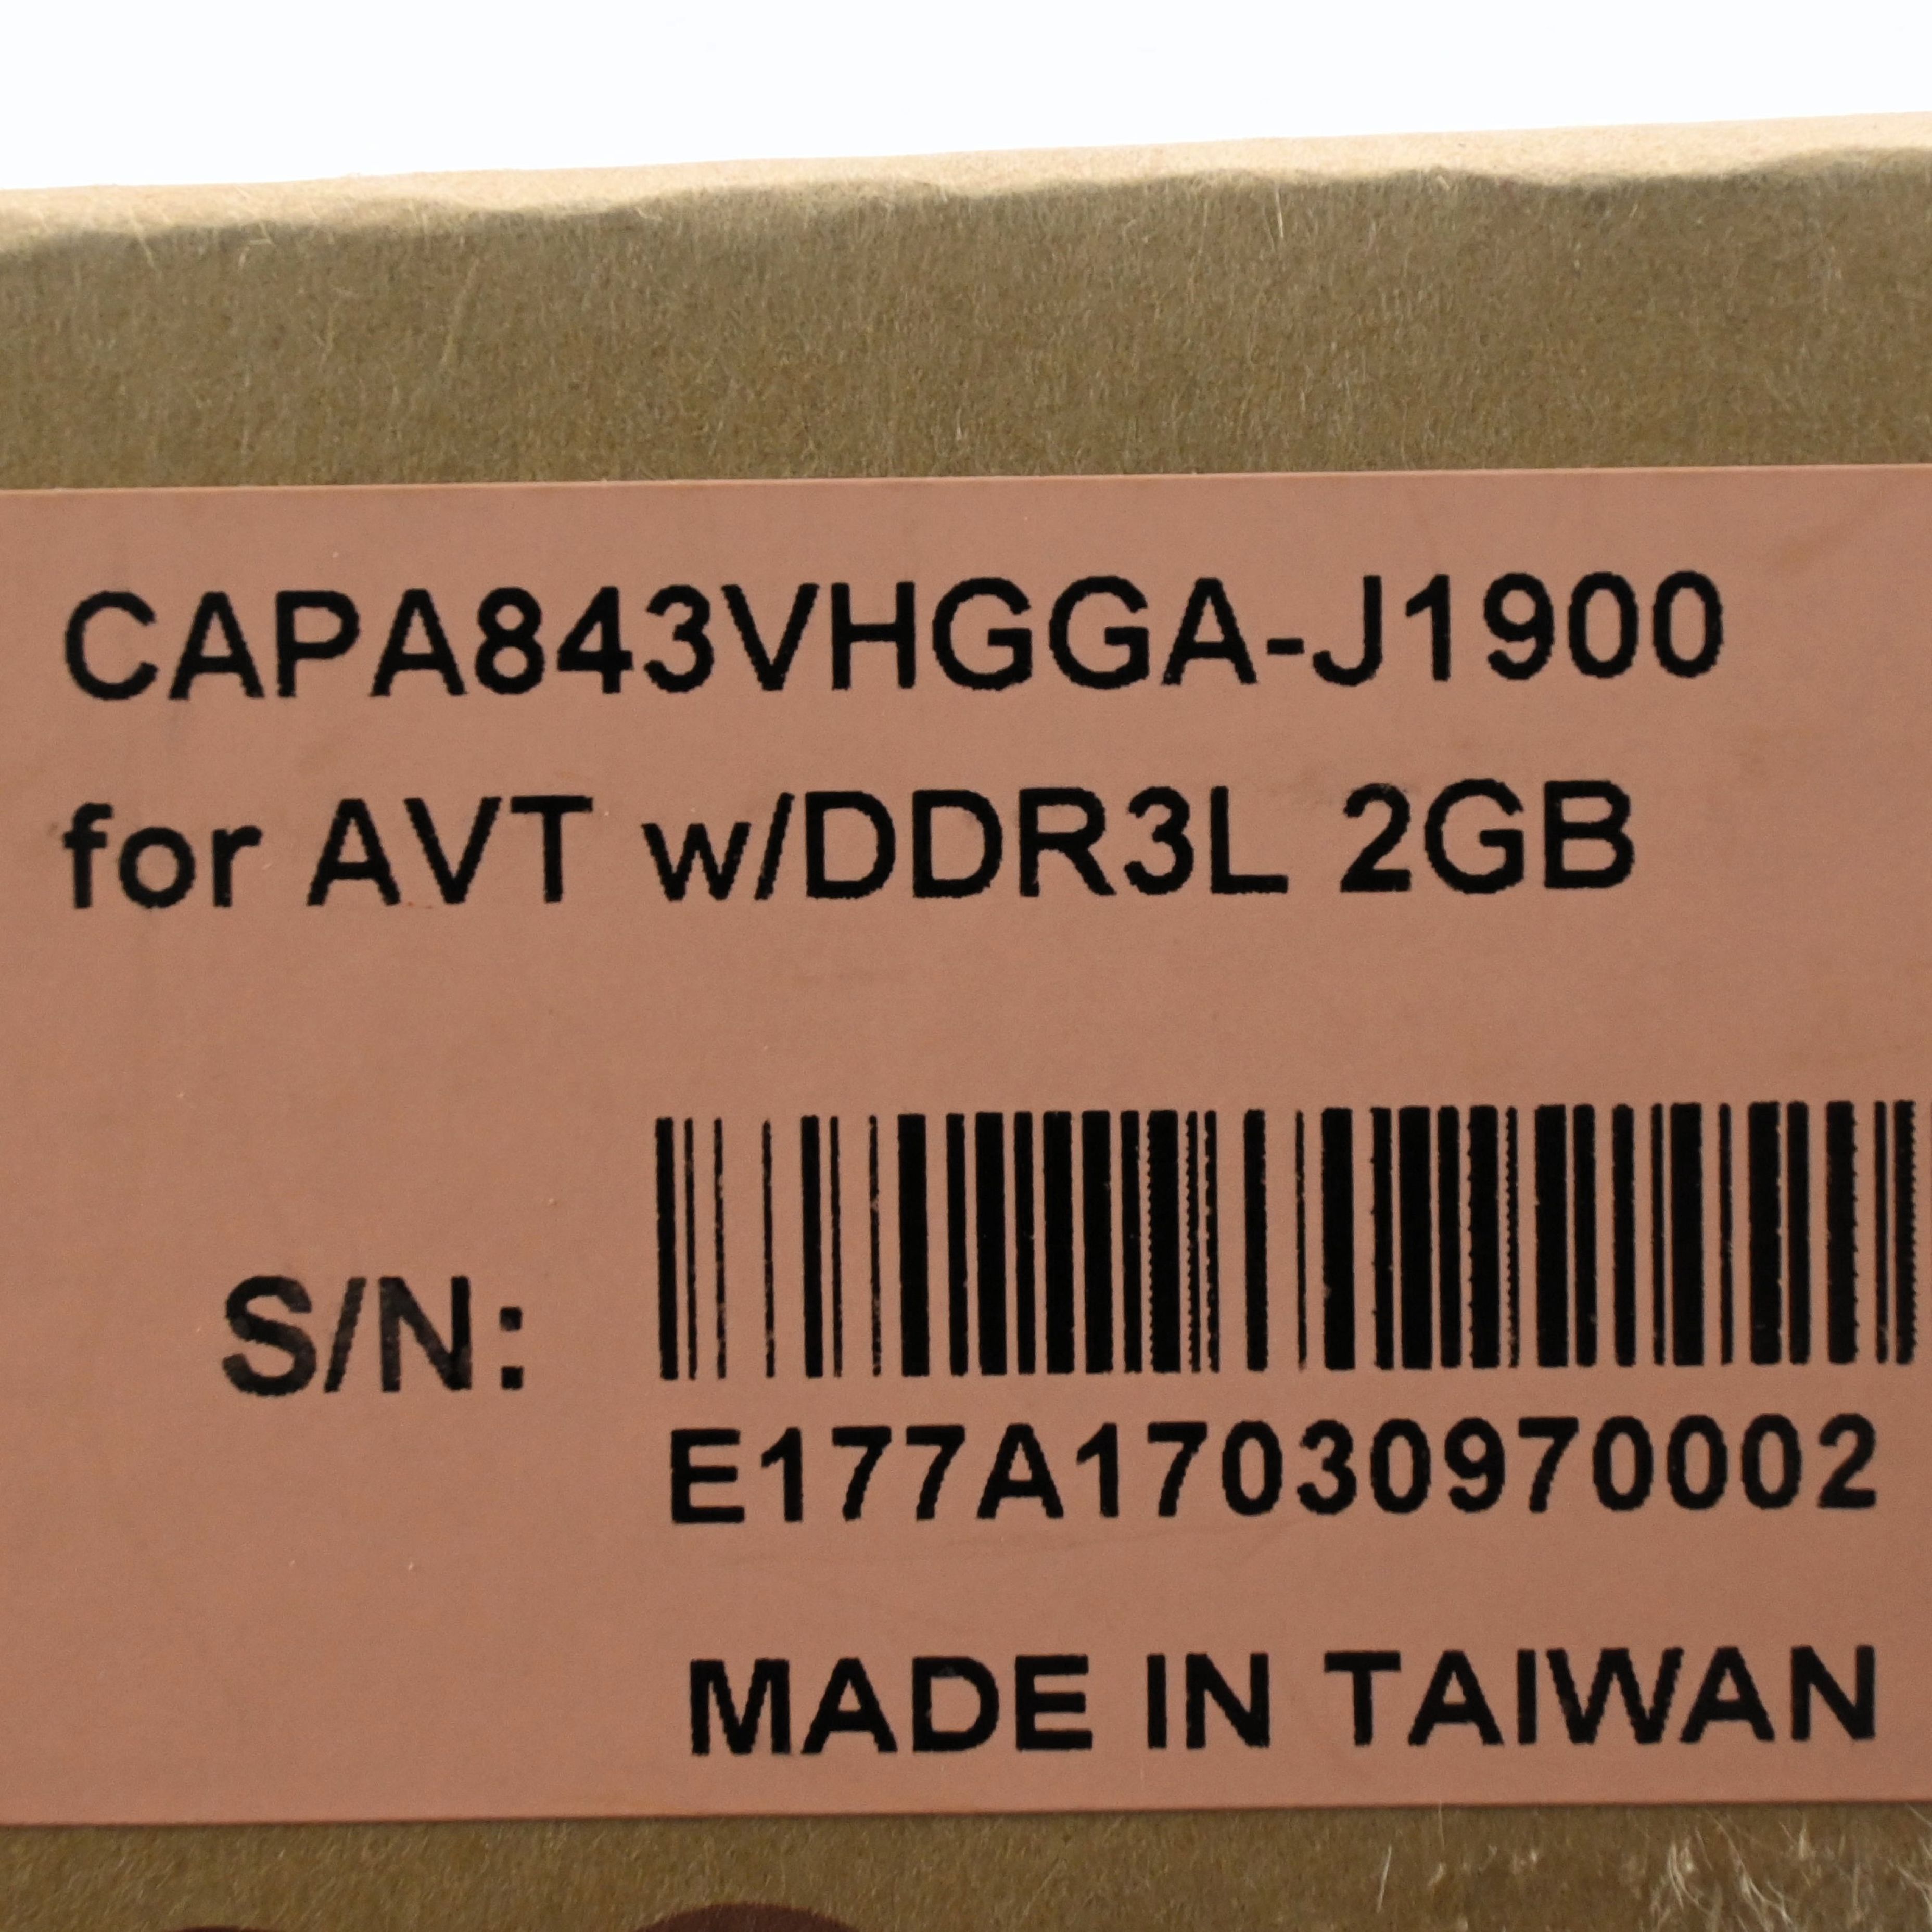 CAPA843VHGGA-J1900
for AVT w/DDR3L 2GB
S/N:
E177A17030970002
MADE IN TAIWAN